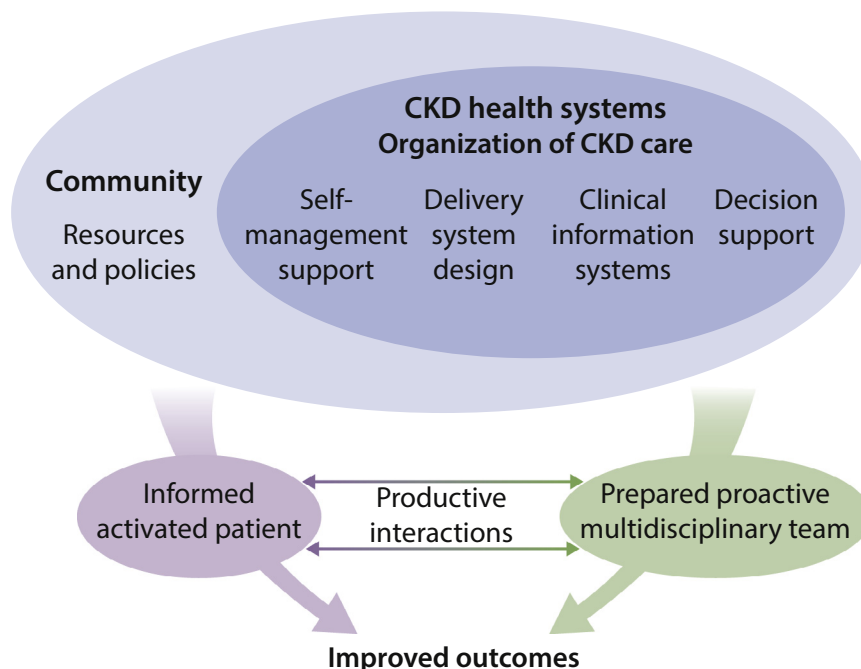 CKD health systems
Organization of CKD care
Community
Resources
and policies
Self-
management
support
Delivery
system
design
Clinical
information
systems
Decision
support
Informed
activated patient
Productive
interactions
Prepared proactive
multidisciplinary team
Improved outcomes